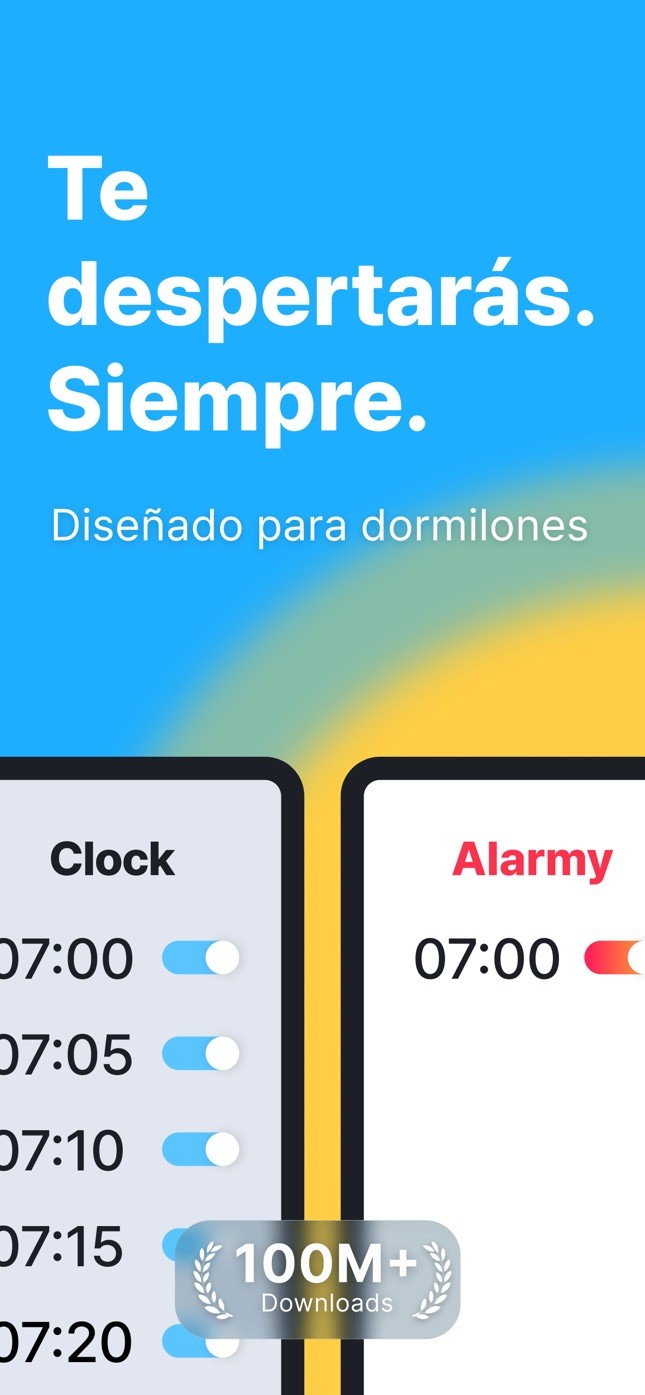 Te
despertarás.
Siempre.
Diseñado para dormilones
Clock
07:00
07:05
07:10
07:15
07:20
Alarmy
07:00
100M+
Downloads